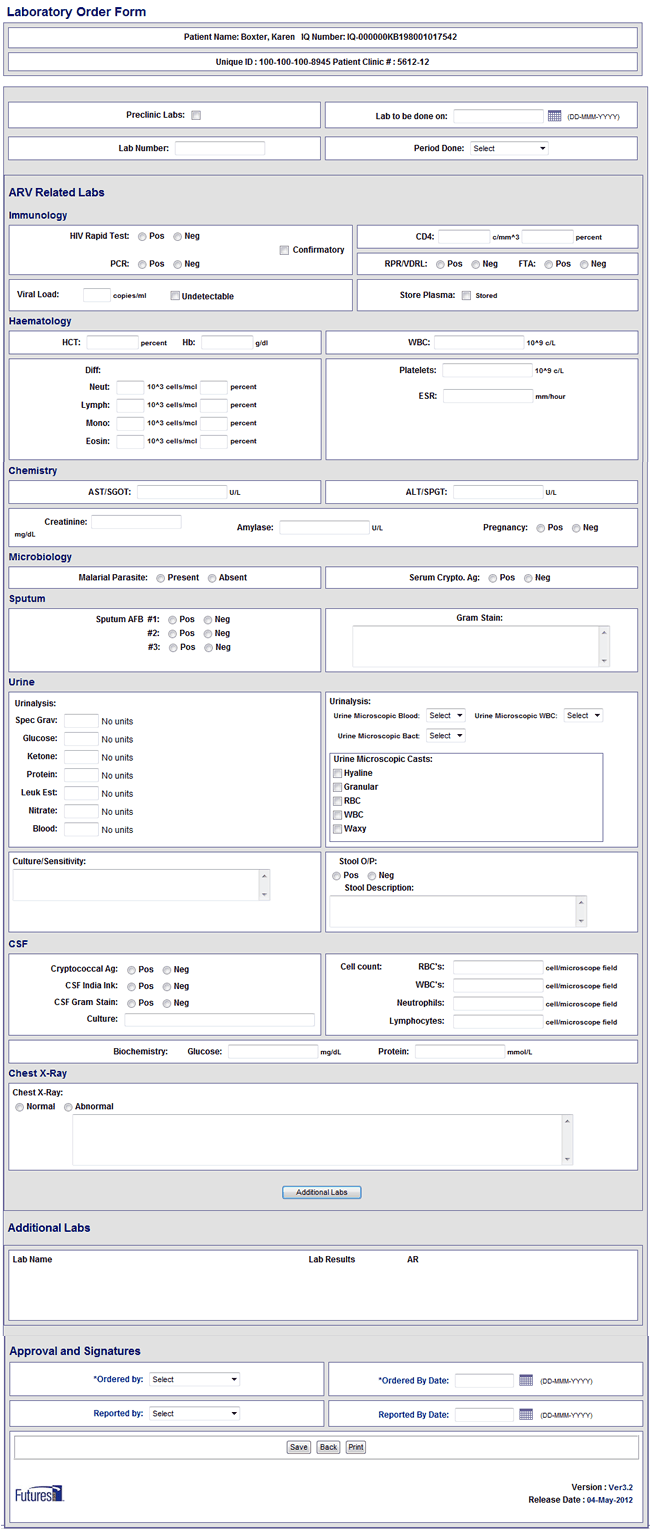 Laboratory Order Form
Patient Name: Boxter, Karen IQ Number: IQ-000000KB198001017542
Unique ID : 100-100-100-8945 Patient Clinic # : 5612-12
Preclinic Labs:
Lab to be done on: (DD-MMM-YYYY)
Lab Number:
Period Done: Select
ARV Related Labs
Immunology
HIV Rapid Test: Pos Neg
Confirmatory
PCR: Pos Neg
CD4: c/mm^3 percent
RPR/VDRL: Pos Neg FTA: Pos Neg
Viral Load: copies/ml Undetectable
Store Plasma: Stored
Haematology
HCT: percent Hb: g/dl
WBC: 10^9 c/L
Diff:
Neut: 10^3 cells/mcl percent
Lymph: 10^3 cells/mcl percent
Mono: 10^3 cells/mcl percent
Eosin: 10^3 cells/mcl percent
Platelets: 10^9 c/L
ESR: mm/hour
Chemistry
AST/SGOT: U/L
ALT/SPGT: U/L
Creatinine: mg/dL
Amylase: U/L
Pregnancy: Pos Neg
Microbiology
Malarial Parasite: Present Absent
Serum Crypto. Ag: Pos Neg
Sputum
Sputum AFB #1: Pos Neg
#2: Pos Neg
#3: Pos Neg
Gram Stain:
Urine
Urinalysis:
Spec Grav: No units
Glucose: No units
Ketone: No units
Protein: No units
Leuk Est: No units
Nitrate: No units
Blood: No units
Urinalysis:
Urine Microscopic Blood: Select Urine Microscopic WBC: Select
Urine Microscopic Bact: Select
Urine Microscopic Casts:
Hyaline
Granular
RBC
WBC
Waxy
Culture/Sensitivity:
Stool O/P:
Pos Neg
Stool Description:
CSF
Cryptococcal Ag: Pos Neg
CSF India Ink: Pos Neg
CSF Gram Stain: Pos Neg
Culture:
Cell count: RBC's: cell/microscope field
WBC's: cell/microscope field
Neutrophils: cell/microscope field
Lymphocytes: cell/microscope field
Biochemistry: Glucose: mg/dL Protein: mmol/L
Chest X-Ray
Chest X-Ray:
Normal Abnormal
Additional Labs
Additional Labs
Lab Name Lab Results AR
Approval and Signatures
*Ordered by: Select
*Ordered By Date: (DD-MMM-YYYY)
Reported by: Select
Reported By Date: (DD-MMM-YYYY)
Save Back Print
Futures
Version : Ver3.2
Release Date : 04-May-2012